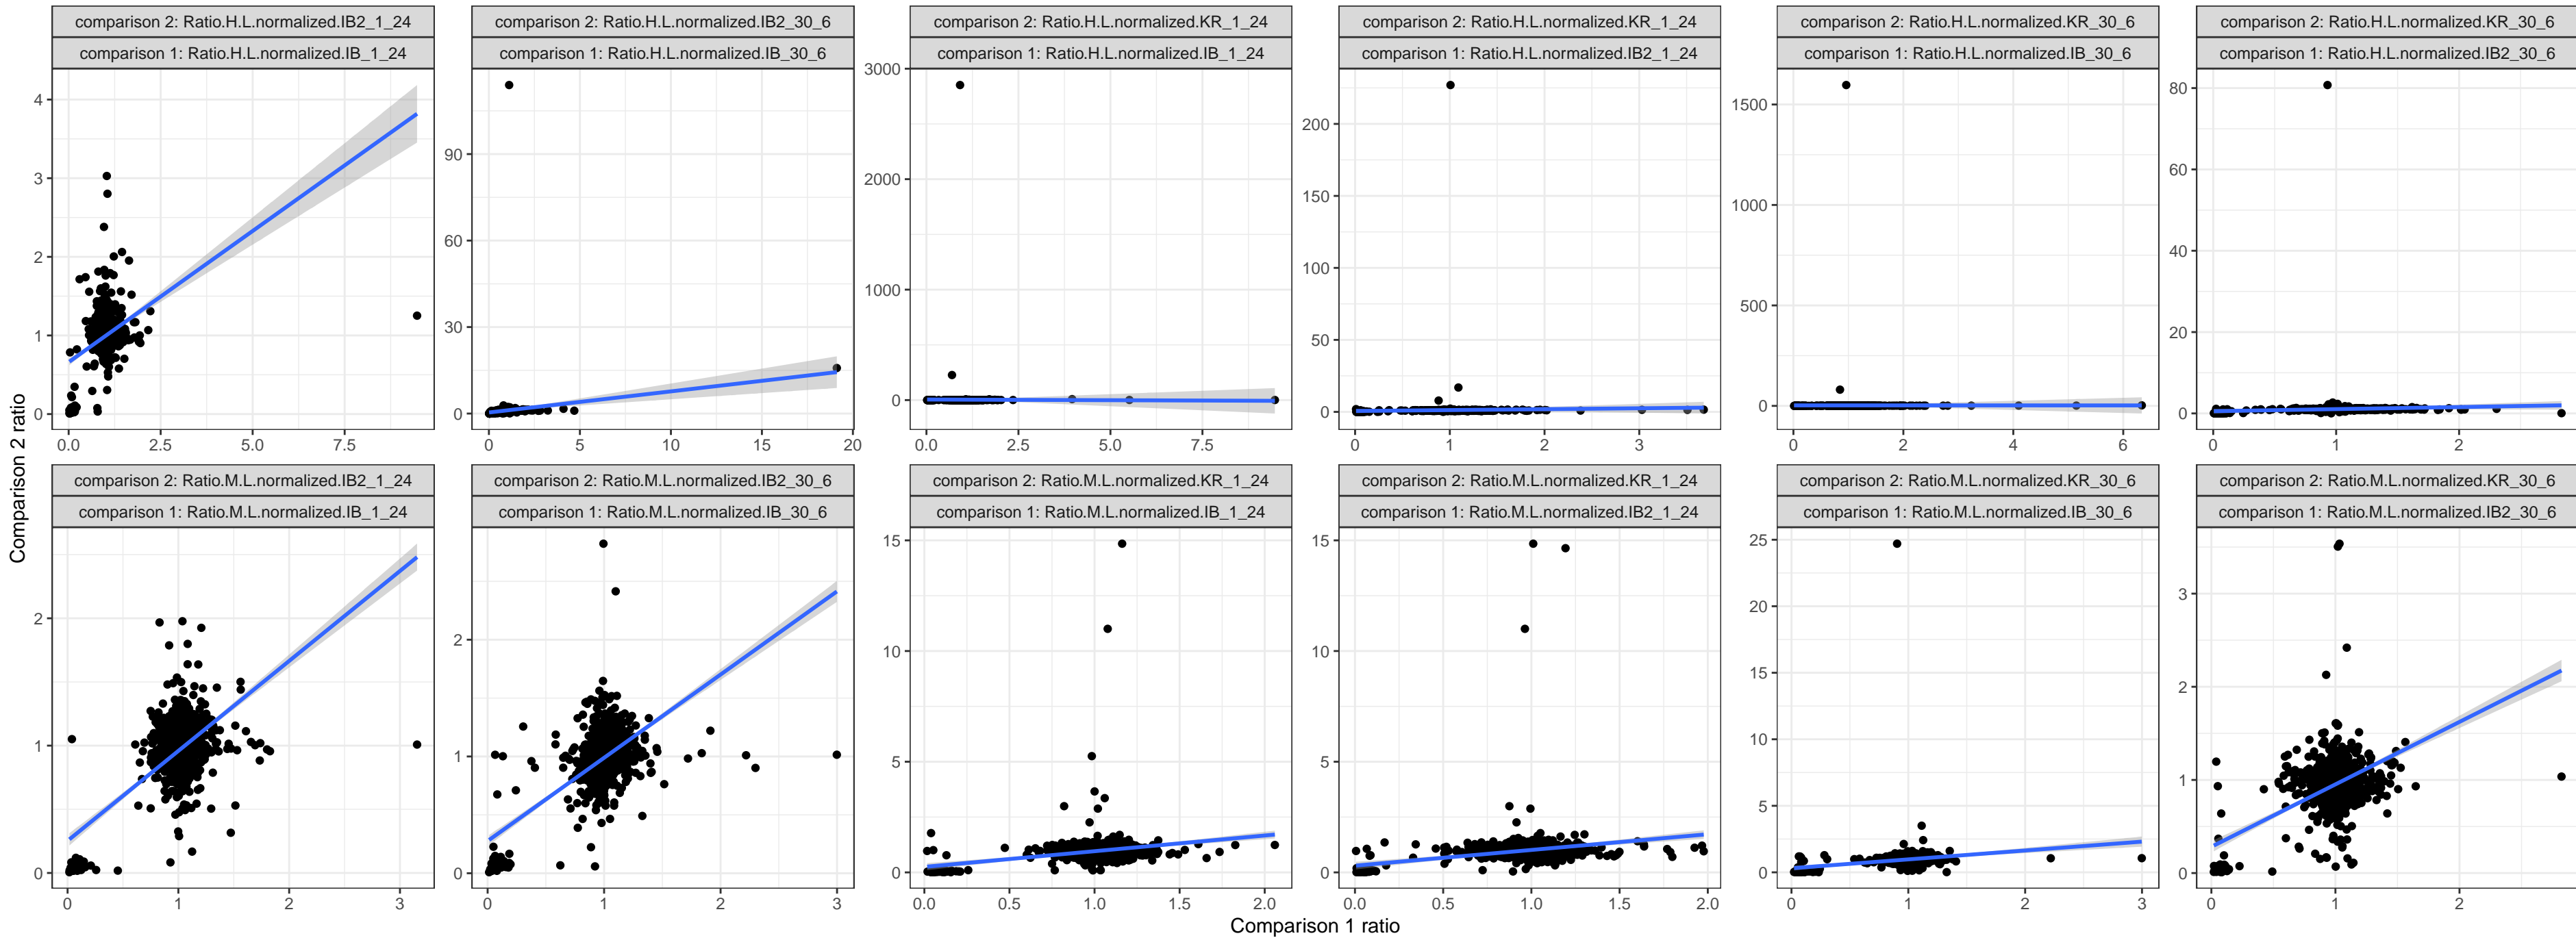 comparison 2: Ratio.H.L.normalized.IB2_1_24
comparison 1: Ratio.H.L.normalized.IB_1_24
comparison 2: Ratio.H.L.normalized.IB2_30_6
comparison 1: Ratio.H.L.normalized.IB_30_6
comparison 2: Ratio.H.L.normalized.KR_1_24
comparison 1: Ratio.H.L.normalized.IB_1_24
comparison 2: Ratio.H.L.normalized.KR_1_24
comparison 1: Ratio.H.L.normalized.IB2_1_24
comparison 2: Ratio.H.L.normalized.KR_30_6
comparison 1: Ratio.H.L.normalized.IB_30_6
comparison 2: Ratio.H.L.normalized.KR_30_6
comparison 1: Ratio.H.L.normalized.IB2_30_6
4
3
2
1
0
0.0 2.5 5.0 7.5
90
60
30
0
0 5 10 15 20
3000
2000
1000
0
0.0 2.5 5.0 7.5
200
150
100
50
0
0 1 2 3
1500
1000
500
0
0 2 4 6
80
60
40
20
0
0 1 2
comparison 2: Ratio.M.L.normalized.IB2_1_24
comparison 1: Ratio.M.L.normalized.IB_1_24
comparison 2: Ratio.M.L.normalized.IB2_30_6
comparison 1: Ratio.M.L.normalized.IB_30_6
comparison 2: Ratio.M.L.normalized.KR_1_24
comparison 1: Ratio.M.L.normalized.IB_1_24
comparison 2: Ratio.M.L.normalized.KR_1_24
comparison 1: Ratio.M.L.normalized.IB2_1_24
comparison 2: Ratio.M.L.normalized.KR_30_6
comparison 1: Ratio.M.L.normalized.IB_30_6
comparison 2: Ratio.M.L.normalized.KR_30_6
comparison 1: Ratio.M.L.normalized.IB2_30_6
2
1
0
0 1 2 3
2
1
0
0 1 2 3
15
10
5
0
0.0 0.5 1.0 1.5 2.0
15
10
5
0
0.0 0.5 1.0 1.5 2.0
25
20
15
10
5
0
0 1 2 3
3
2
1
0
0 1 2
Comparison 2 ratio
Comparison 1 ratio